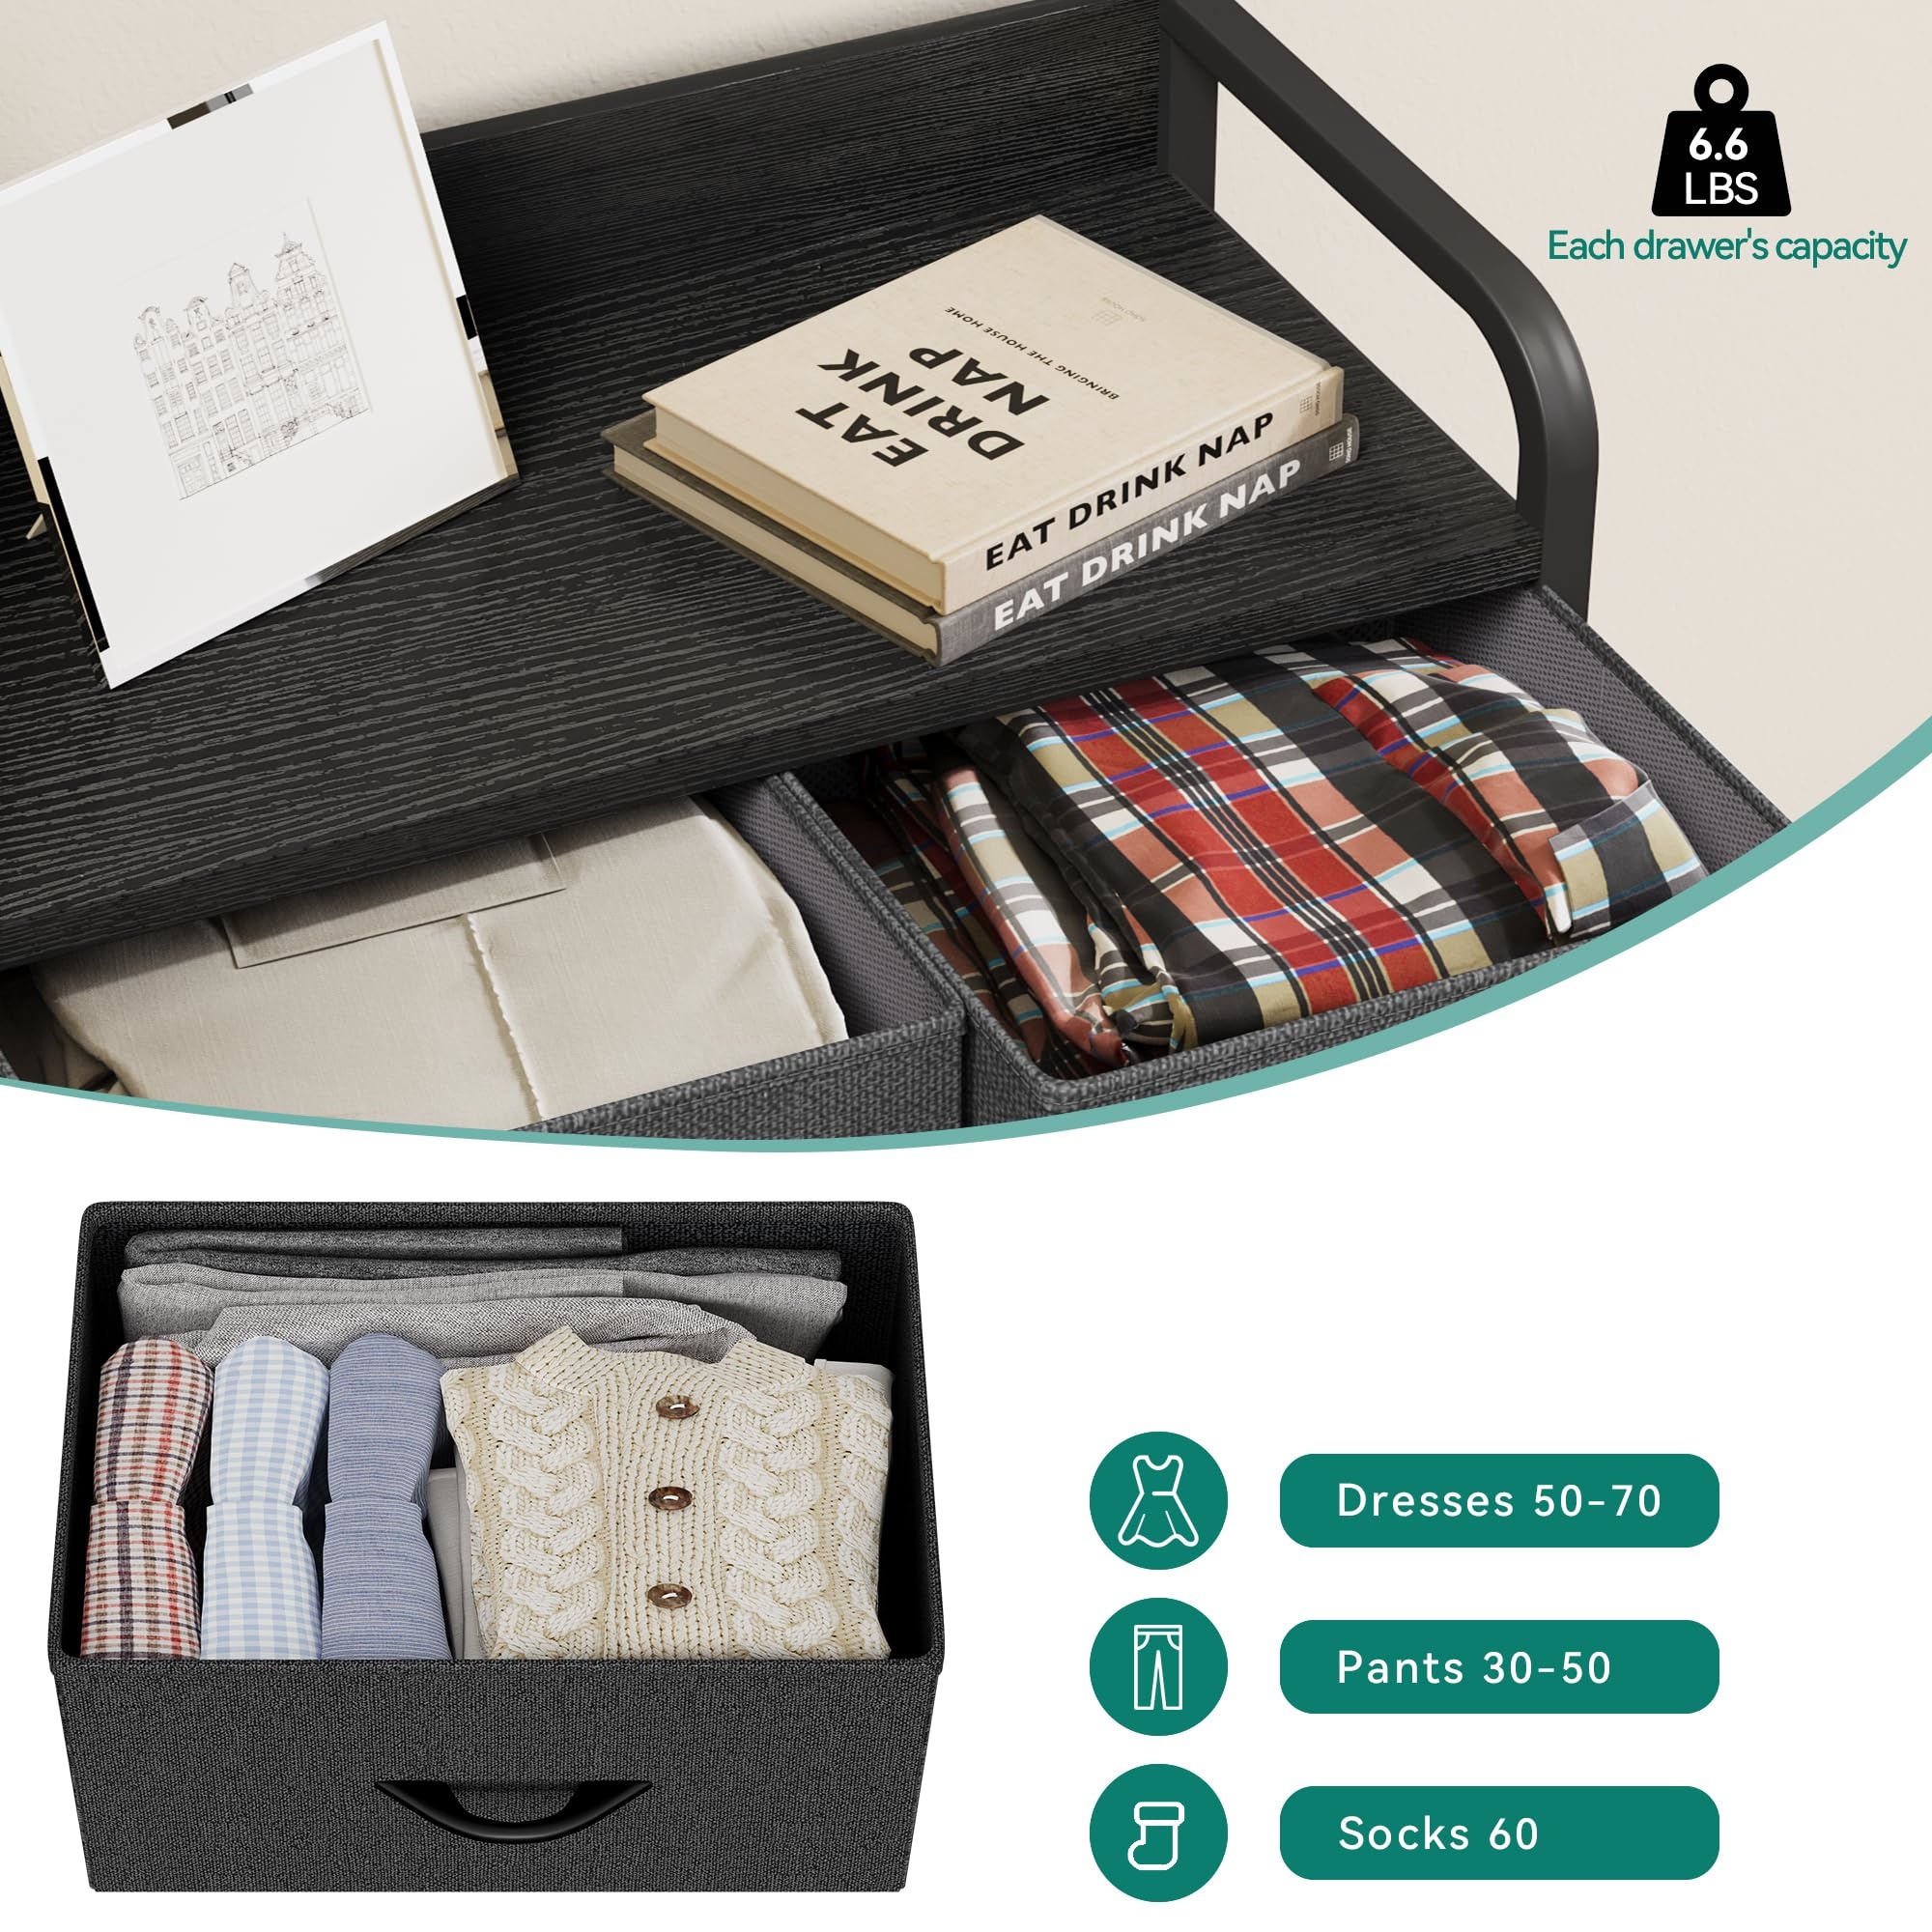 6.6
LBS
Each drawer's capacity
EAT
DRINK
NAP
BRINGING THE HOUSE HOME
EAT DRINK NAP
EAT DRINK NAP
Dresses 50-70
Pants 30-50
Socks 60